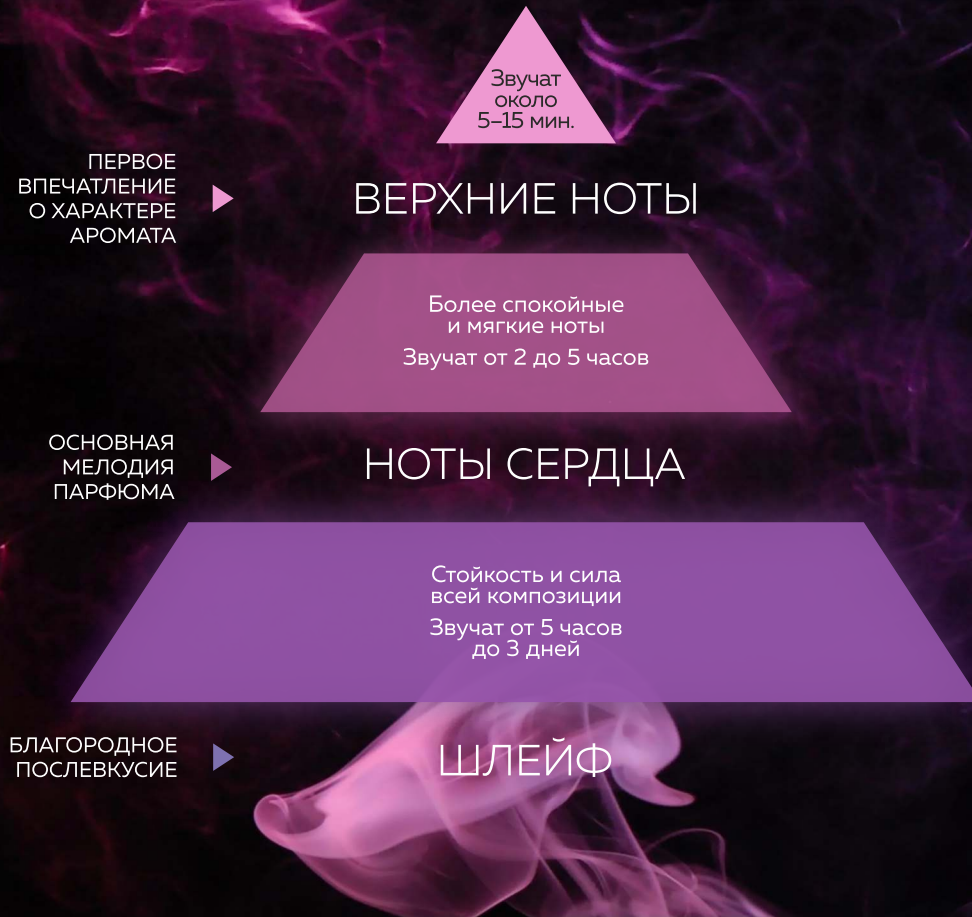 Звучат
около
5–15 мин.
ПЕРВОЕ
ВПЕЧАТЛЕНИЕ
О ХАРАКТЕРЕ
АРОМАТА
ВЕРХНИЕ НОТЫ
Более спокойные
и мягкие ноты
Звучат от 2 до 5 часов
ОСНОВНАЯ
МЕЛОДИЯ
ПАРФЮМА
НОТЫ СЕРДЦА
Стойкость и сила
всей композиции
Звучат от 5 часов
до 3 дней
БЛАГОРОДНОЕ
ПОСЛЕВКУСИЕ
ШЛЕЙФ